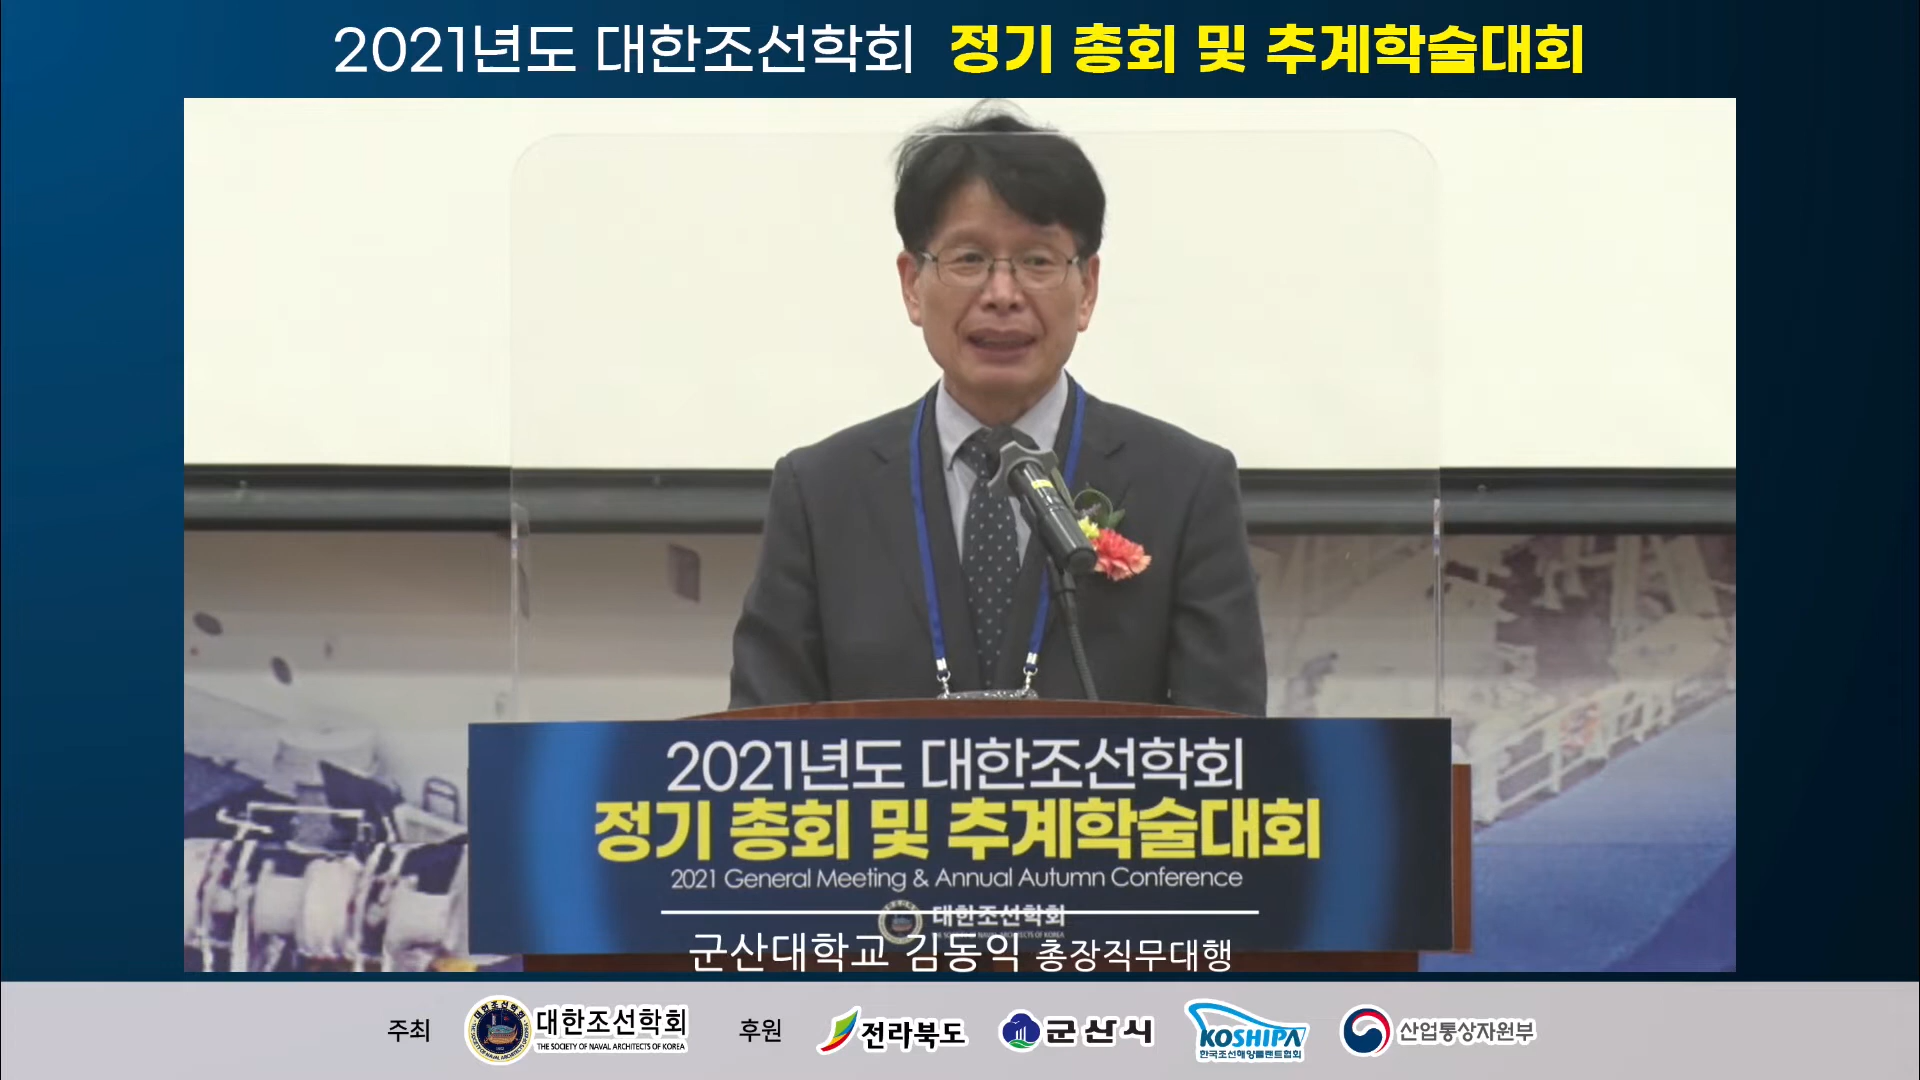 2021년도 대한조선학회 정기 총회 및 추계학술대회
2021년도 대한조선학회
정기 총회 및 추계학술대회
2021 General Meeting & Annual Autumn Conference
대한조선학회
군산대학교 김동익 총장직무대행
주최 대한조선학회 후원 전라북도 군산시 KOSHIPA 산업통상자원부
THE SOCIETY OF NAVAL ARCHITECTS OF KOREA 한국조선해양플랜트협회